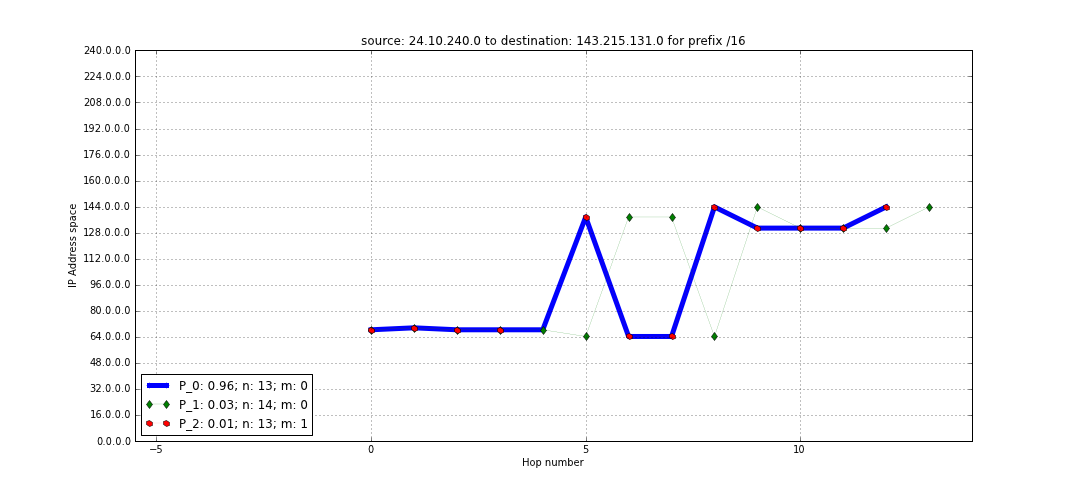 source: 24.10.240.0 to destination: 143.215.131.0 for prefix /16
240.0.0.0
224.0.0.0
208.0.0.0
192.0.0.0
176.0.0.0
160.0.0.0
144.0.0.0
128.0.0.0
112.0.0.0
96.0.0.0
80.0.0.0
64.0.0.0
48.0.0.0
32.0.0.0
16.0.0.0
0.0.0.0
IP Address space
P_0: 0.96; n: 13; m: 0
P_1: 0.03; n: 14; m: 0
P_2: 0.01; n: 13; m: 1
−5 0 5 10
Hop number